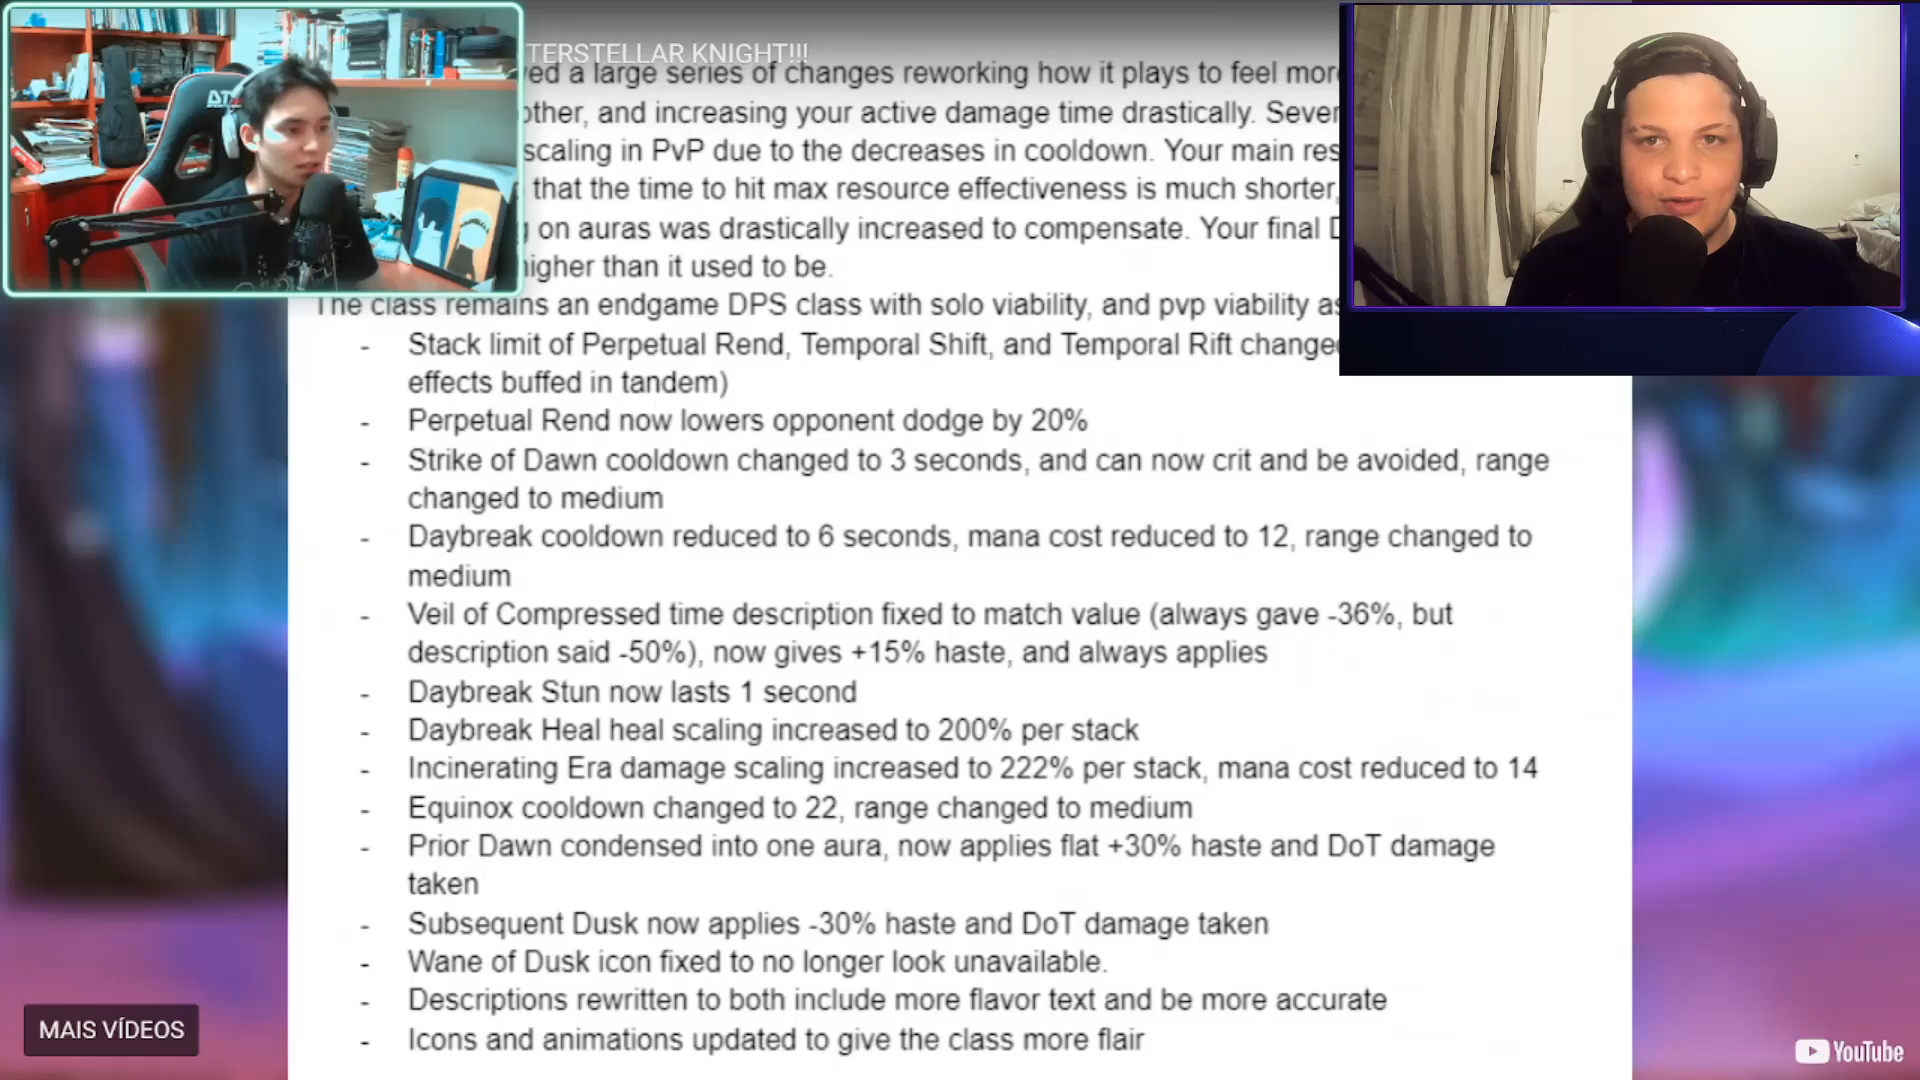 TERSTELLAR KNIGHT!!!
a large series of changes reworking how it plays to feel
and increasing your active damage time drastically.
scaling in PvP due to the decreases in cooldown. Your main
that the time to hit max resource effectiveness is much shorter,
on auras was drastically increased to compensate. Your final
than it used to be.
The class remains an endgame DPS class with solo viability, and pvp viability
- Stack limit of Perpetual Rend, Temporal Shift, and Temporal Rift
effects buffed in tandem)
- Perpetual Rend now lowers opponent dodge by 20%
- Strike of Dawn cooldown changed to 3 seconds, and can now crit and be avoided, range
changed to medium
- Daybreak cooldown reduced to 6 seconds, mana cost reduced to 12, range changed to
medium
- Veil of Compressed time description fixed to match value (always gave -36%, but
description said -50%), now gives +15% haste, and always applies
- Daybreak Stun now lasts 1 second
- Daybreak Heal heal scaling increased to 200% per stack
- Incinerating Era damage scaling increased to 222% per stack, mana cost reduced to 14
- Equinox cooldown changed to 22, range changed to medium
- Prior Dawn condensed into one aura, now applies flat +30% haste and DoT damage
taken
- Subsequent Dusk now applies -30% haste and DoT damage taken
- Wane of Dusk icon fixed to no longer look unavailable.
- Descriptions rewritten to both include more flavor text and be more accurate
- Icons and animations updated to give the class more flair
MAIS VÍDEOS
YouTube